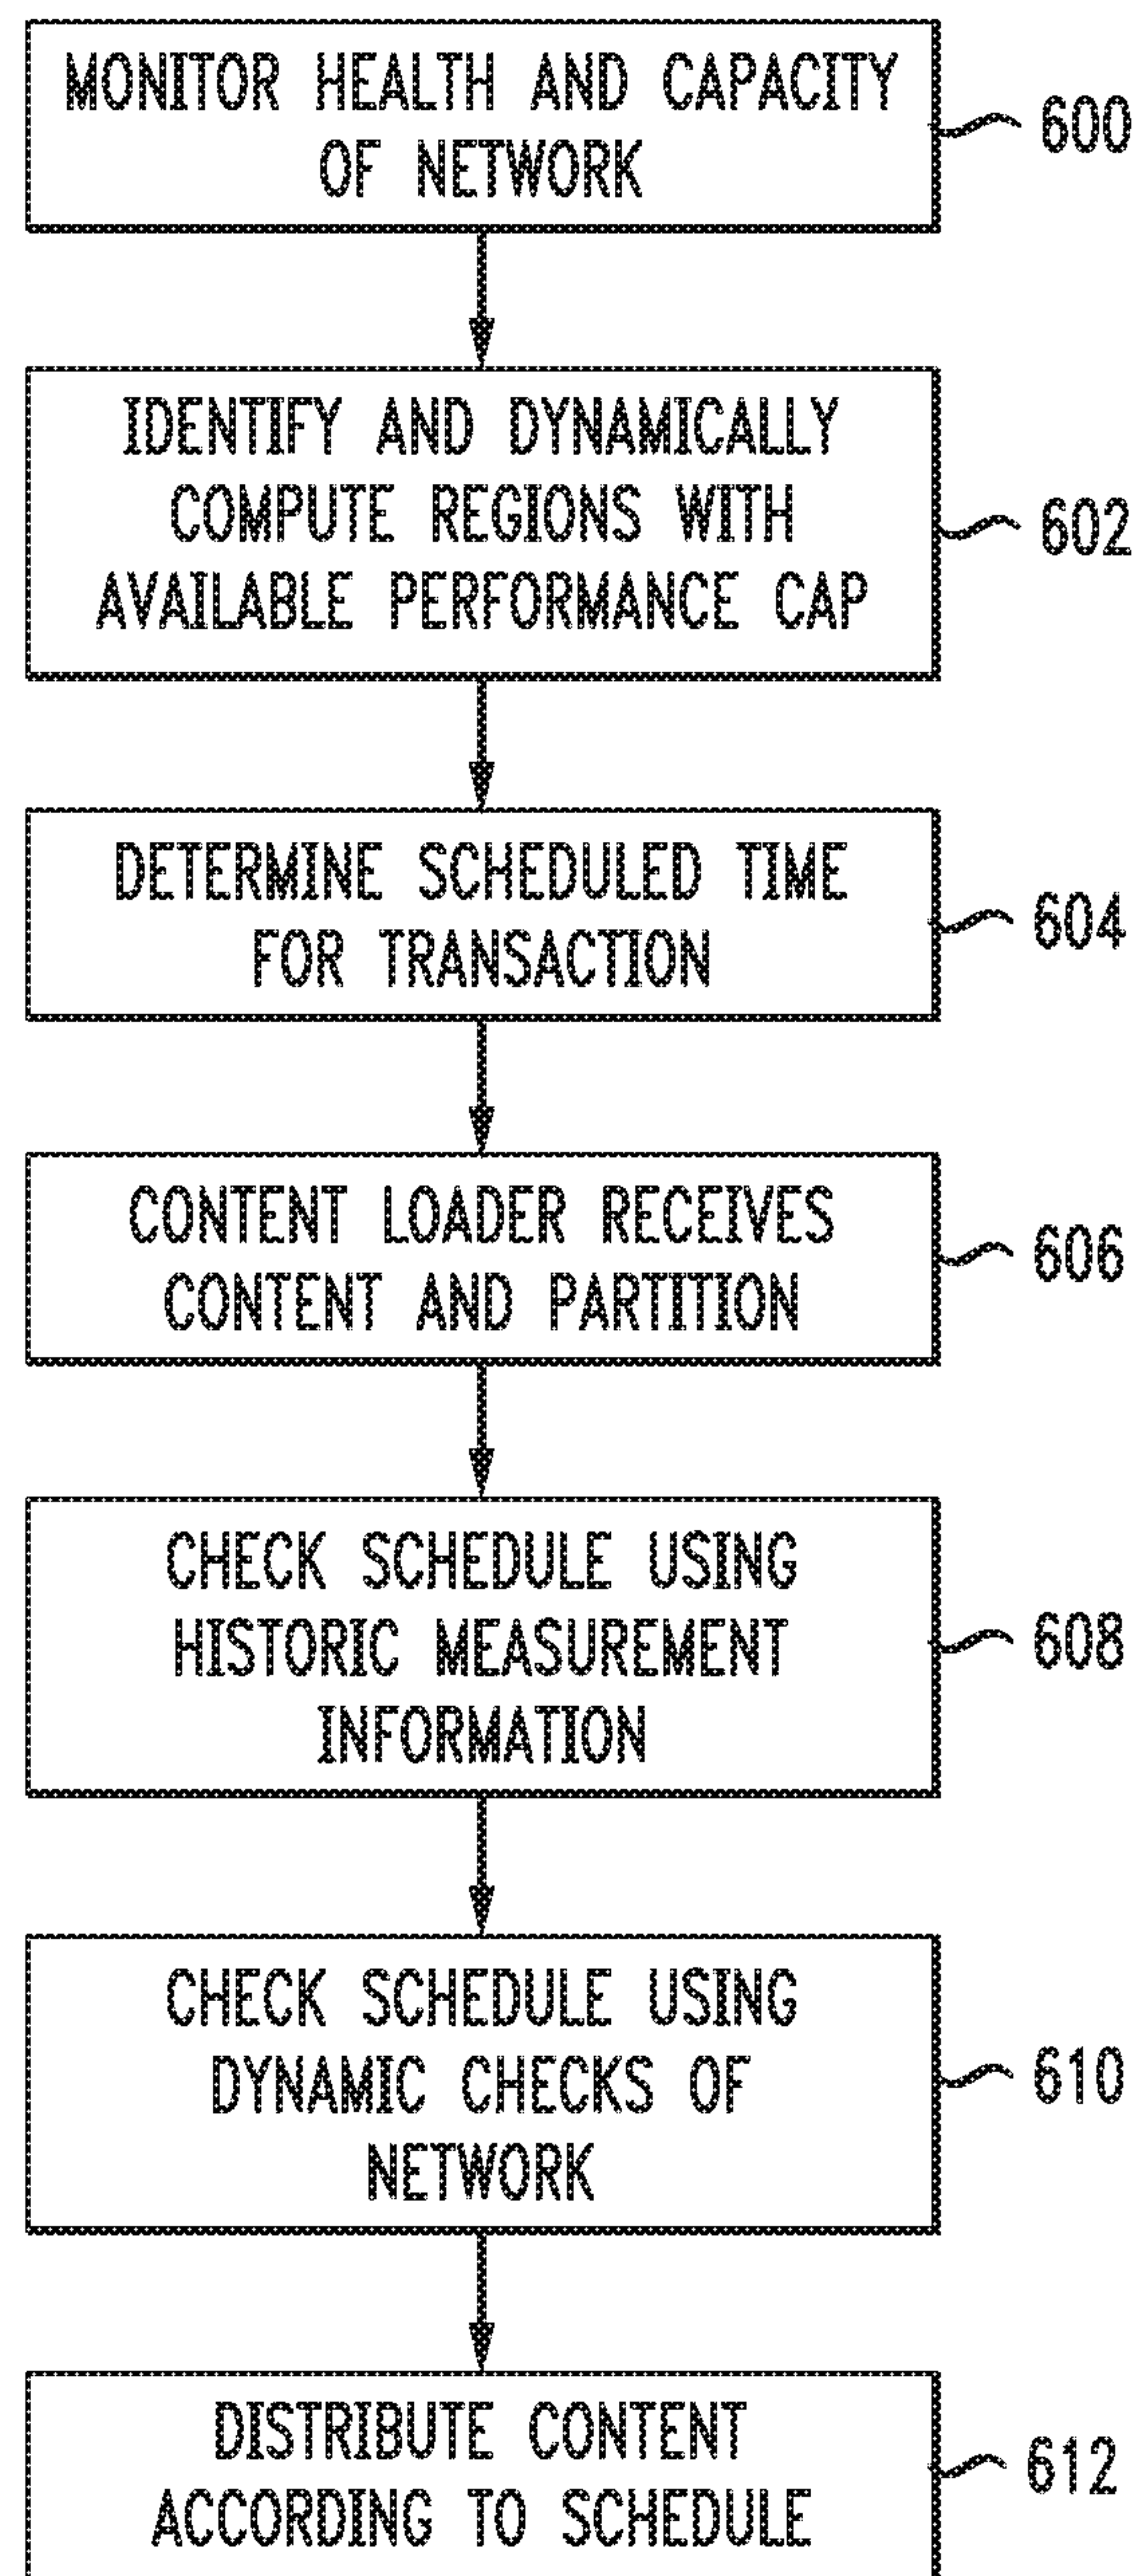 MONITOR HEALTH AND CAPACITY
OF NETWORK
600
IDENTIFY AND DYNAMICALLY
COMPUTE REGIONS WITH
AVAILABLE PERFORMANCE CAP
602
DETERMINE SCHEDULED TIME
FOR TRANSACTION
604
CONTENT LOADER RECEIVES
CONTENT AND PARTITION
606
CHECK SCHEDULE USING
HISTORIC MEASUREMENT
INFORMATION
608
CHECK SCHEDULE USING
DYNAMIC CHECKS OF
NETWORK
610
DISTRIBUTE CONTENT
ACCORDING TO SCHEDULE
612